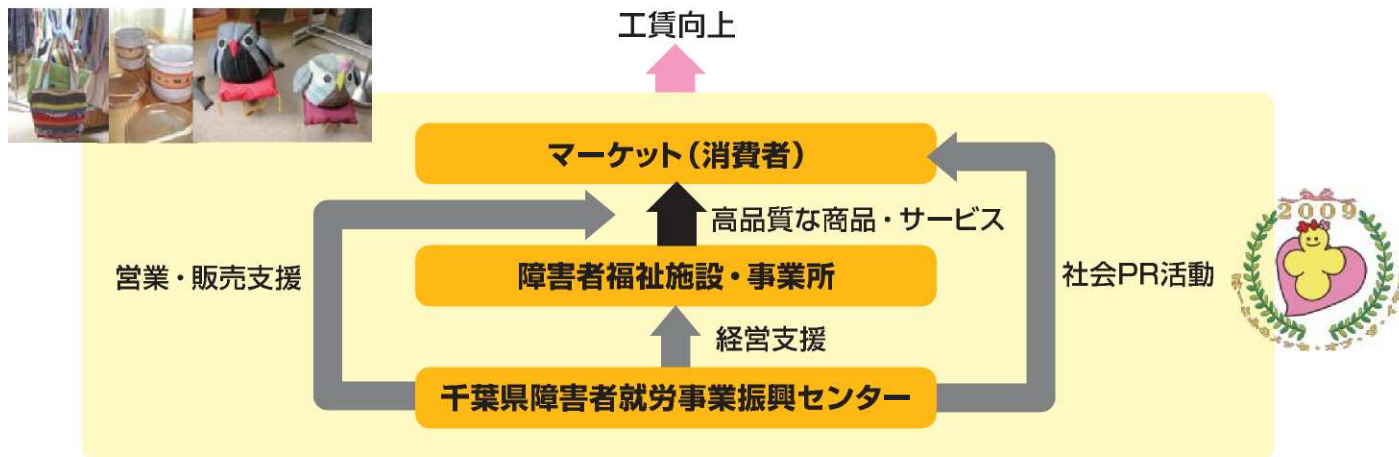 工賃向上
マーケット(消費者)
高品質な商品・サービス
営業・販売支援
障害者福祉施設・事業所
社会PR活動
経営支援
千葉県障害者就労事業振興センター
2009